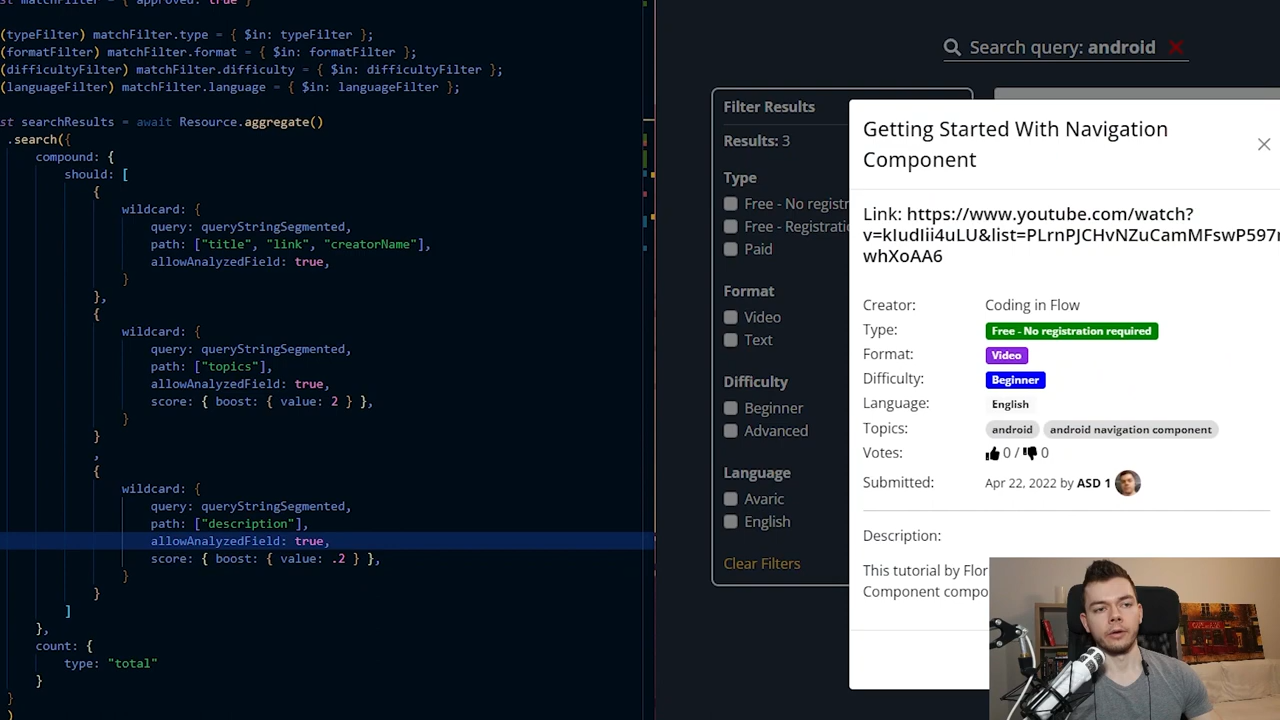 st matchFilter = { approved: true }
(typeFilter) matchFilter.type = { $in: typeFilter };
(formatFilter) matchFilter.format = { $in: formatFilter };
(difficultyFilter) matchFilter.difficulty = { $in: difficultyFilter };
(languageFilter) matchFilter.language = { $in: languageFilter };
st searchResults = await Resource.aggregate()
.search({
compound: {
should: [
{
wildcard: {
query: queryStringSegmented,
path: ["title", "link", "creatorName"],
allowAnalyzedField: true,
}
},
{
wildcard: {
query: queryStringSegmented,
path: ["topics"],
allowAnalyzedField: true,
score: { boost: { value: 2 } },
}
}
,
{
wildcard: {
query: queryStringSegmented,
path: ["description"],
allowAnalyzedField: true,
score: { boost: { value: .2 } },
}
}
]
},
count: {
type: "total"
}
}
)
Search query: android
Filter Results
Results: 3
Type
Free - No registr
Free - Registratio
Paid
Format
Video
Text
Difficulty
Beginner
Advanced
Language
Avaric
English
Clear Filters
Getting Started With Navigation
Component
Link: https://www.youtube.com/watch?
v=kIudIii4uLU&list=PLrnPJCHvNZuCamMFswP597r
whXoAA6
Creator: Coding in Flow
Type: Free - No registration required
Format: Video
Difficulty: Beginner
Language: English
Topics: android android navigation component
Votes: 0 / 0
Submitted: Apr 22, 2022 by ASD 1
Description:
This tutorial by Flor
Component compo